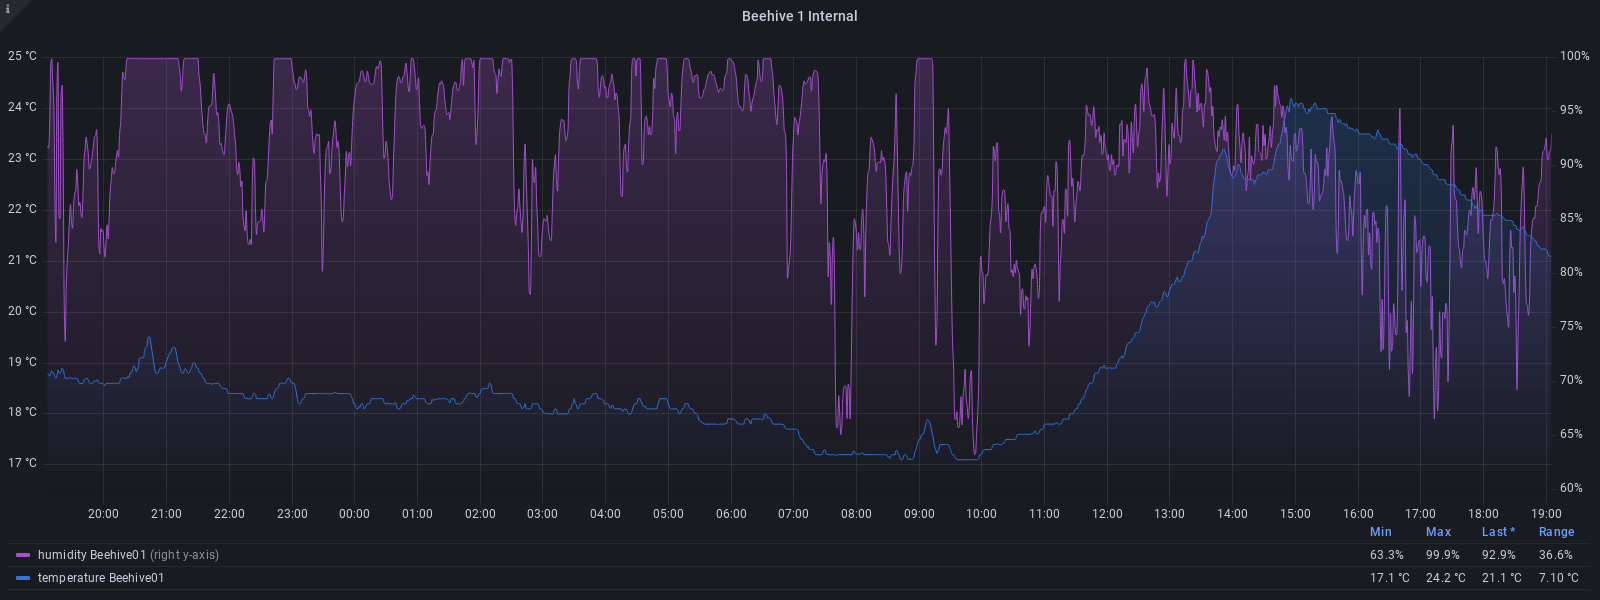 i
Beehive 1 Internal
25 °C 100%
24 °C 95%
23 °C 90%
22 °C 85%
21 °C 80%
20 °C 75%
19 °C 70%
18 °C 65%
17 °C 60%
20:00 21:00 22:00 23:00 00:00 01:00 02:00 03:00 04:00 05:00 06:00 07:00 08:00 09:00 10:00 11:00 12:00 13:00 14:00 15:00 16:00 17:00 18:00 19:00
Min Max Last * Range
humidity Beehive01 (right y-axis) 63.3% 99.9% 92.9% 36.6%
temperature Beehive01 17.1 °C 24.2 °C 21.1 °C 7.10 °C